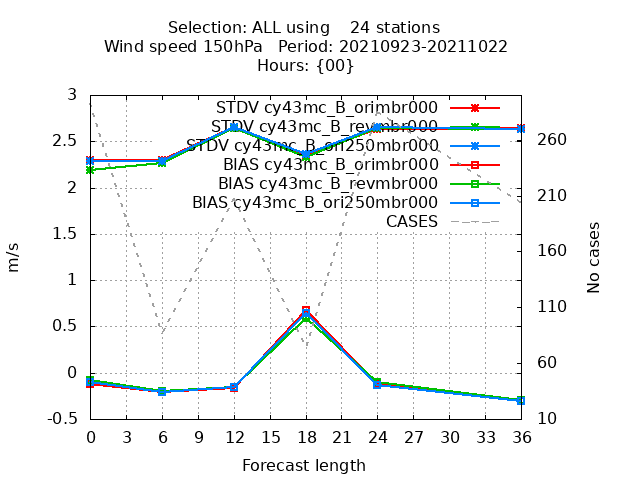 Selection: ALL using    24 stations
Wind speed 150hPa   Period: 20210923-20211022
Hours: {00}
3
2.5
2
1.5
1
0.5
0
-0.5
m/s
STDV cy43mc_B_orimbr000
STDV cy43mc_B_revmbr000
STDV cy43mc_B_ori250mbr000
BIAS cy43mc_B_orimbr000
BIAS cy43mc_B_revmbr000
BIAS cy43mc_B_ori250mbr000
CASES
260
210
160
110
60
10
No cases
0 3 6 9 12 15 18 21 24 27 30 33 36
Forecast length